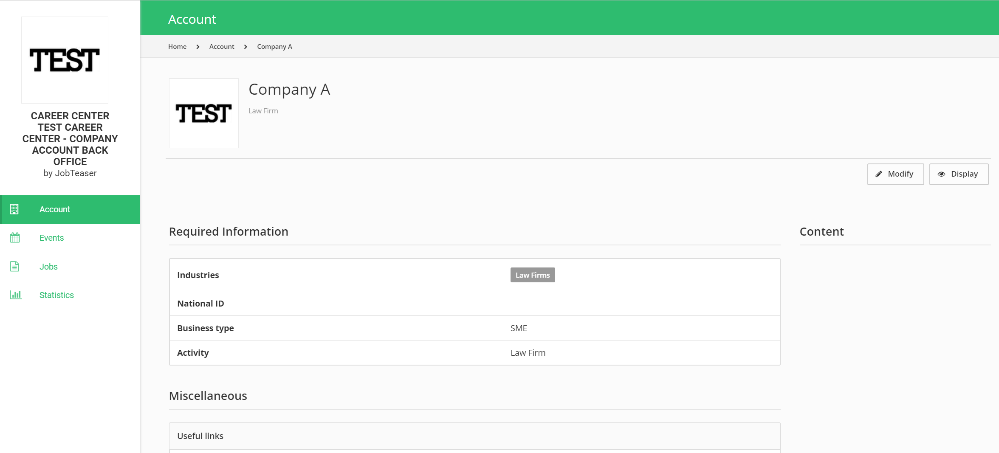 TEST
CAREER CENTER
TEST CAREER
CENTER - COMPANY
ACCOUNT BACK
OFFICE
by JobTeaser
Account
Events
Jobs
Statistics
Account
Home > Account > Company A
TEST
Company A
Law Firm
Modify
Display
Required Information
Industries Law Firms
National ID
Business type SME
Activity Law Firm
Miscellaneous
Useful links
Content